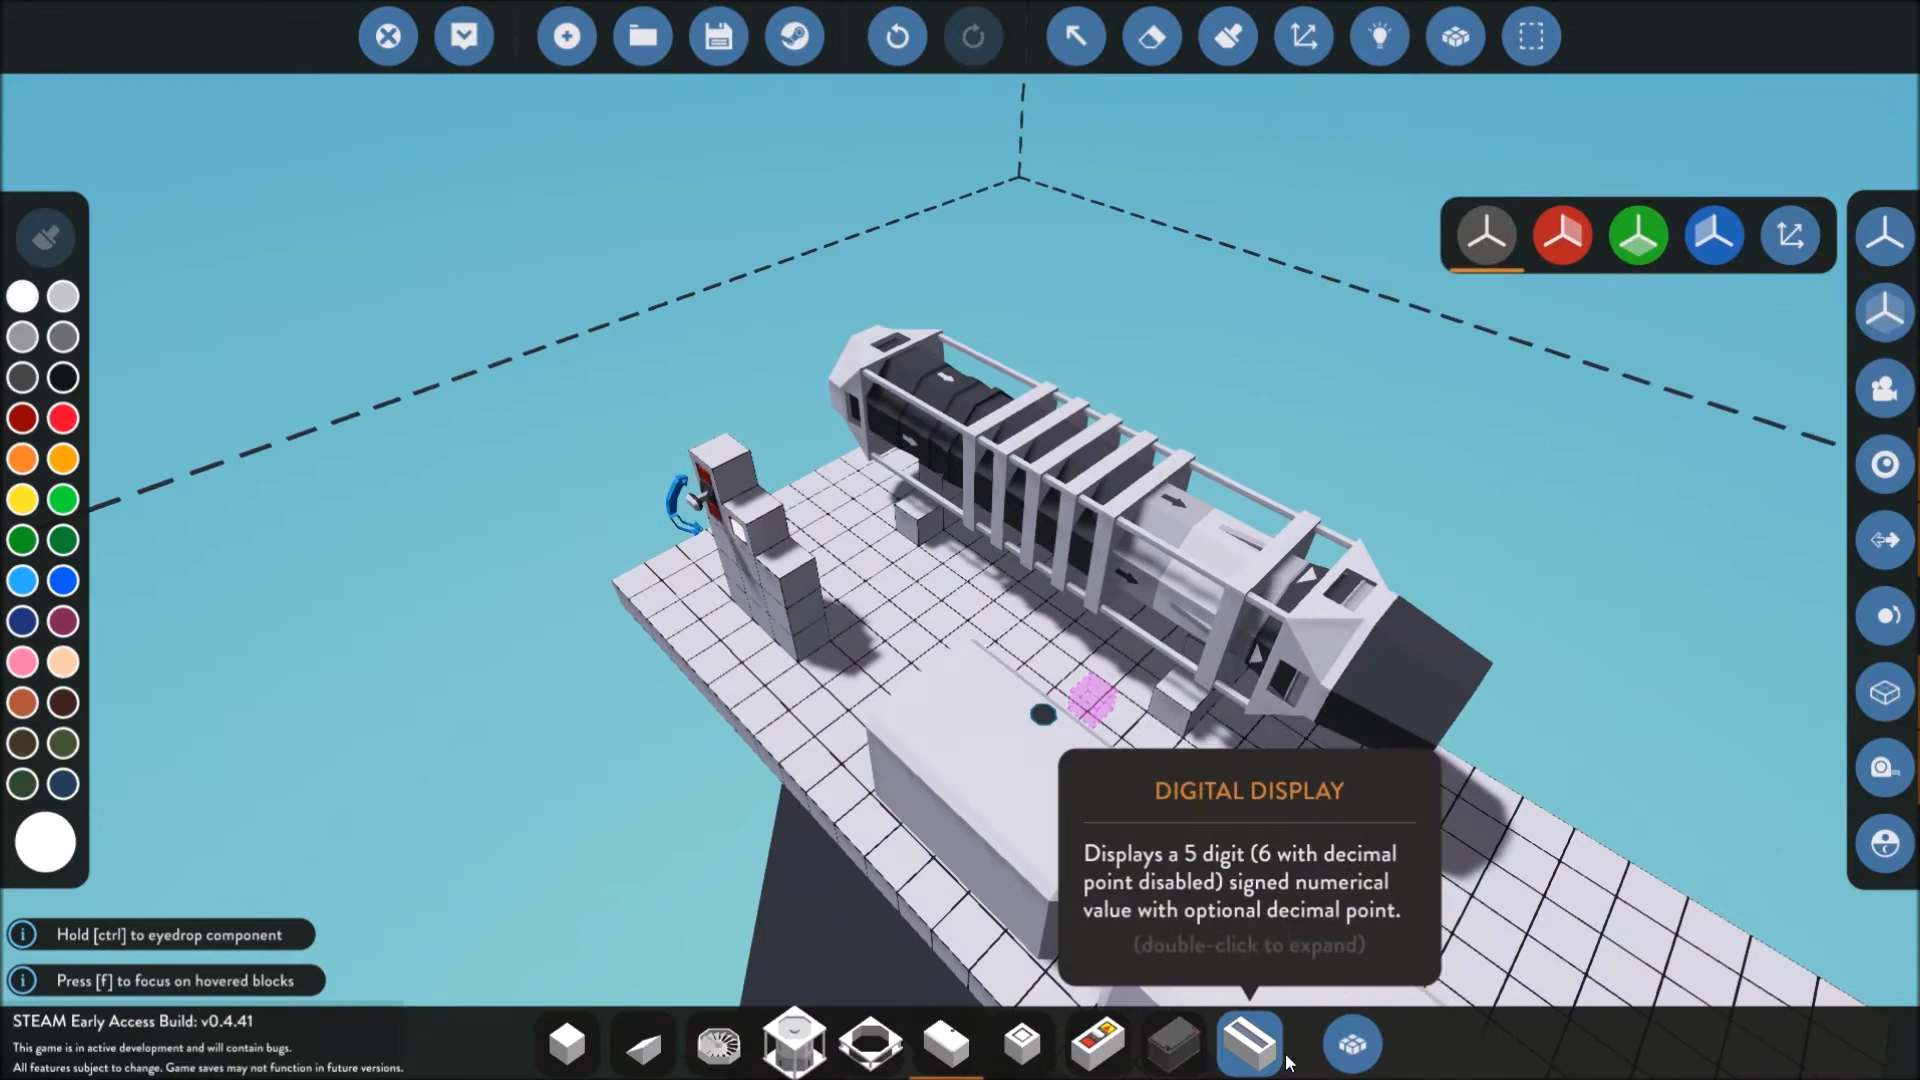 DIGITAL DISPLAY
Displays a 5 digit (6 with decimal
point disabled) signed numerical
value with optional decimal point.
(double-click to expand)
Hold [ctrl] to eyedrop component
Press [f] to focus on hovered blocks
STEAM Early Access Build: v0.4.41
This game is in active development and will contain bugs.
All features subject to change. Game saves may not function in future versions.